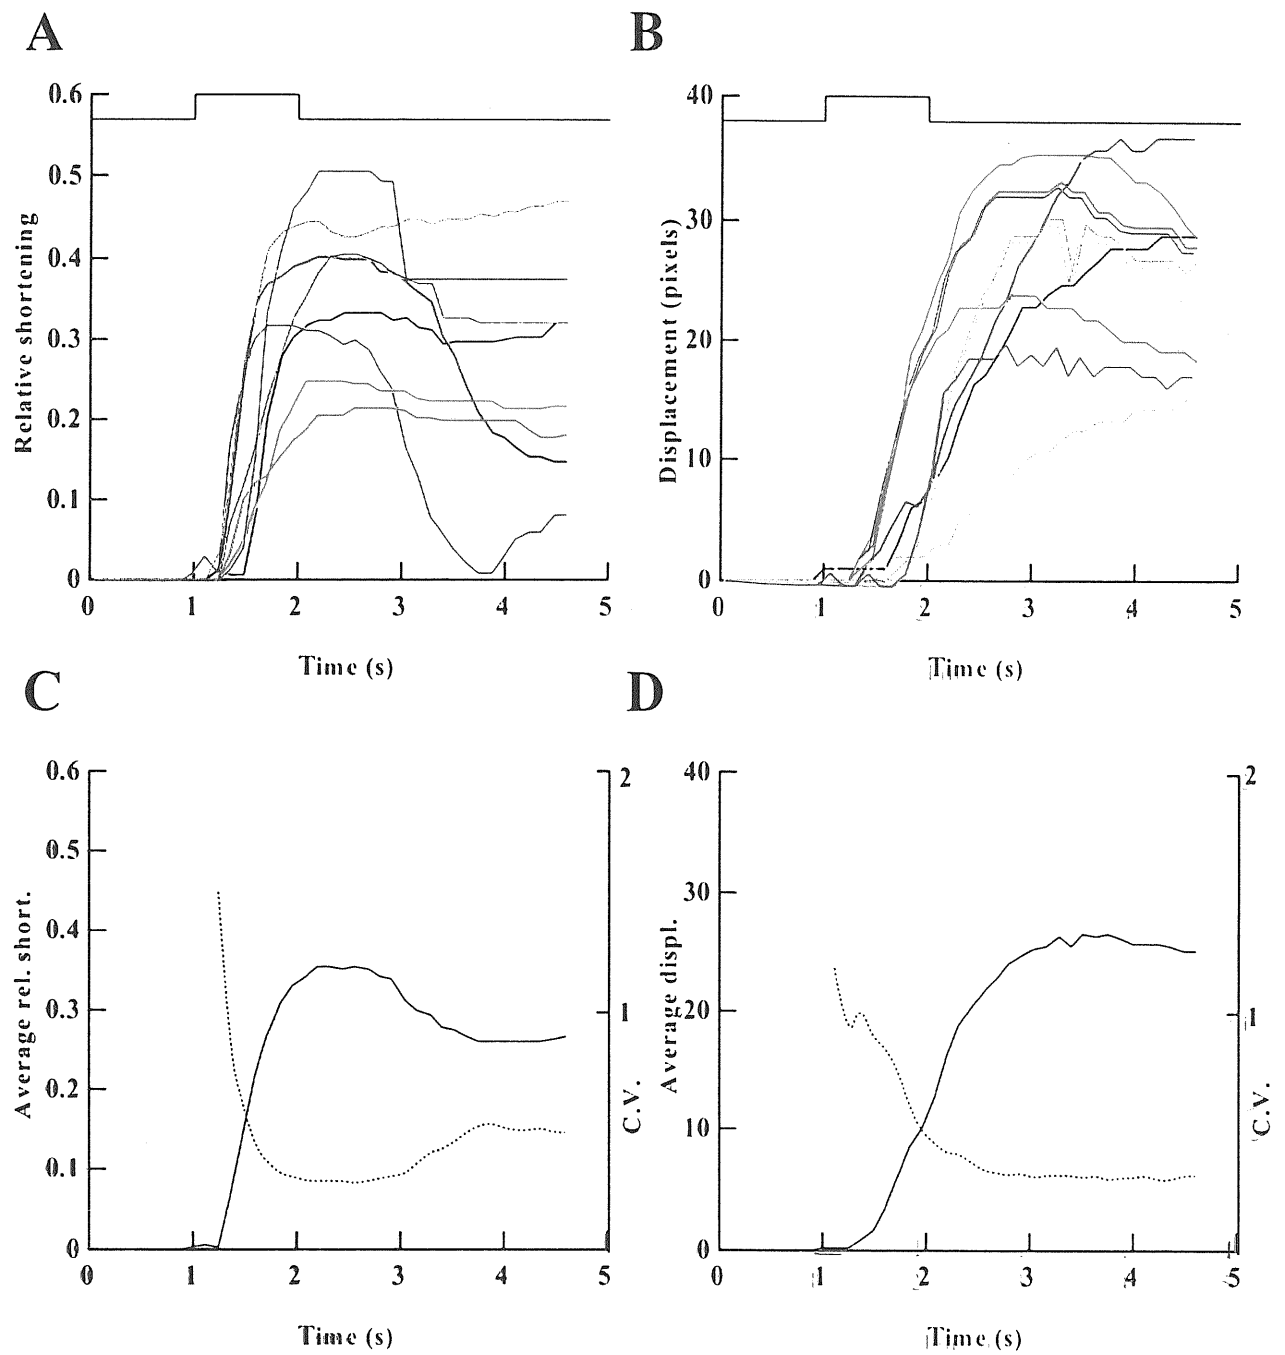 A
B
0.6
0.5
0.4
0.3
0.2
0.1
0
Relative shortening
0 1 2 3 4 5
Time (s)
40
30
20
10
0
Displacement (pixels)
0 1 2 3 4 5
Time (s)
C
D
0.6
0.5
0.4
0.3
0.2
0.1
0
Average rel. short.
2
1
C.V.
0 1 2 3 4 5
Time (s)
40
30
20
10
0
Average displ.
2
1
C.V.
0 1 2 3 4 5
Time (s)